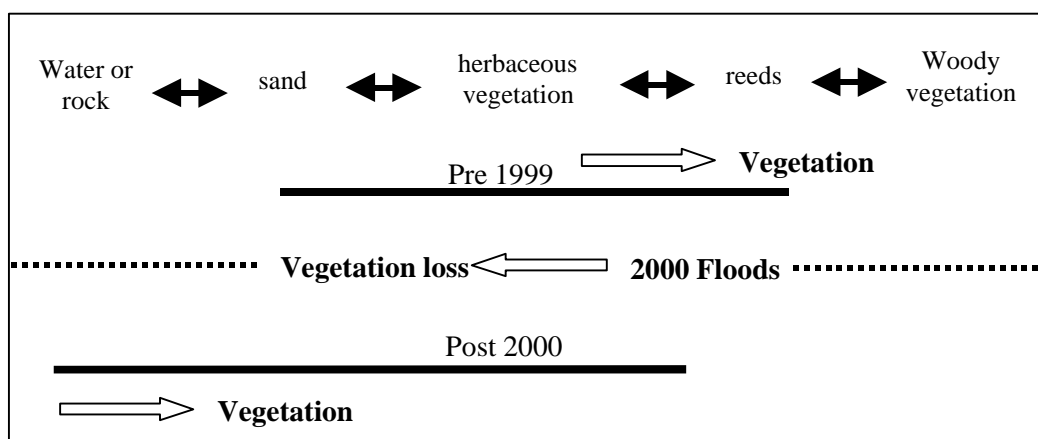 Water or
rock
sand
herbaceous
vegetation
reeds
Woody
vegetation
Vegetation
Pre 1999
Vegetation loss
2000 Floods
Post 2000
Vegetation